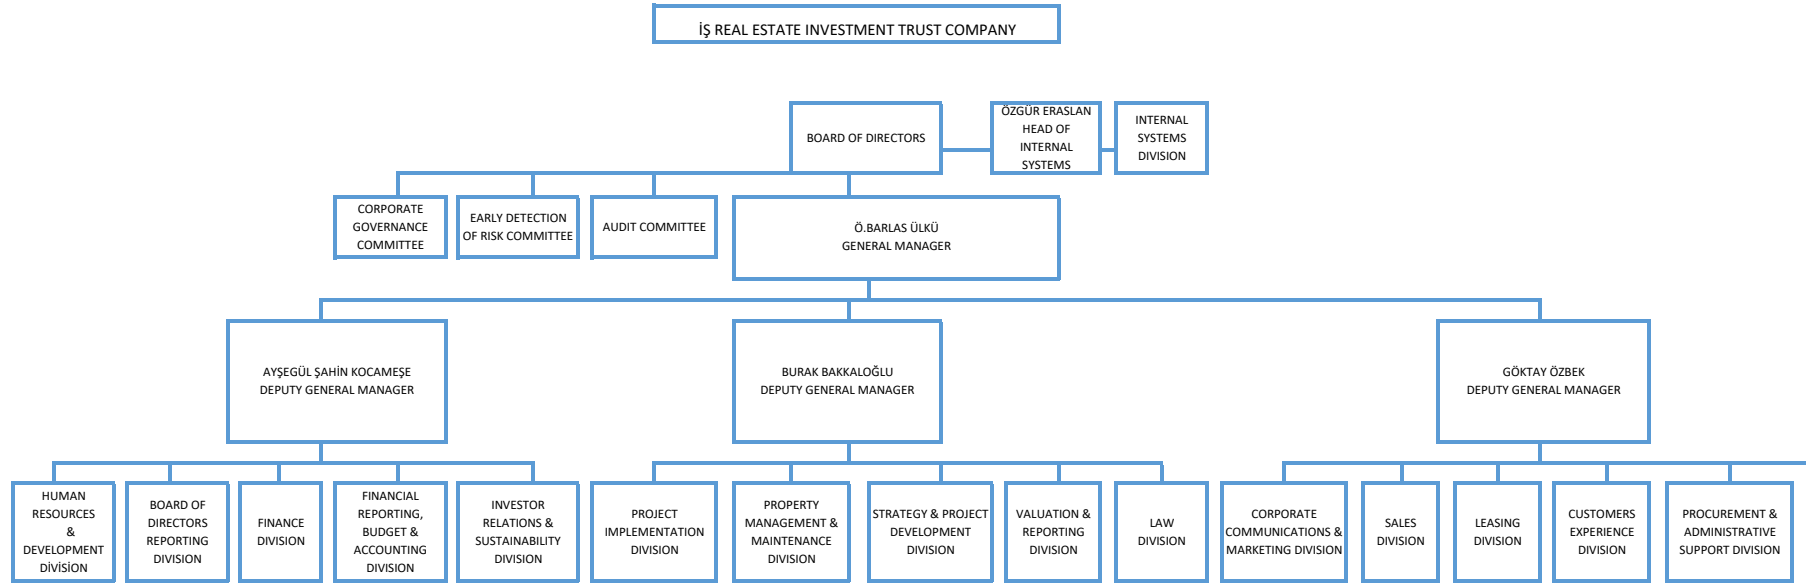 İŞ REAL ESTATE INVESTMENT TRUST COMPANY
BOARD OF DIRECTORS
ÖZGÜR ERASLAN
HEAD OF
INTERNAL
SYSTEMS
INTERNAL
SYSTEMS
DIVISION
CORPORATE
GOVERNANCE
COMMITTEE
EARLY DETECTION
OF RISK COMMITTEE
AUDIT COMMITTEE
Ö.BARLAS ÜLKÜ
GENERAL MANAGER
AYŞEGÜL ŞAHİN KOCAMEŞE
DEPUTY GENERAL MANAGER
BURAK BAKKALOĞLU
DEPUTY GENERAL MANAGER
GÖKTAY ÖZBEK
DEPUTY GENERAL MANAGER
HUMAN
RESOURCES
&
DEVELOPMENT
DİVİSİON
BOARD OF
DIRECTORS
REPORTING
DIVISION
FINANCE
DIVISION
FINANCIAL
REPORTING,
BUDGET &
ACCOUNTING
DIVISION
INVESTOR
RELATIONS &
SUSTAINABILITY
DIVISION
PROJECT
IMPLEMENTATION
DIVISION
PROPERTY
MANAGEMENT &
MAINTENANCE
DIVISION
STRATEGY & PROJECT
DEVELOPMENT
DIVISION
VALUATION &
REPORTING
DIVISION
LAW
DIVISION
CORPORATE
COMMUNICATIONS &
MARKETING DIVISION
SALES
DIVISION
LEASING
DIVISION
CUSTOMERS
EXPERIENCE
DIVISION
PROCUREMENT &
ADMINISTRATIVE
SUPPORT DIVISION